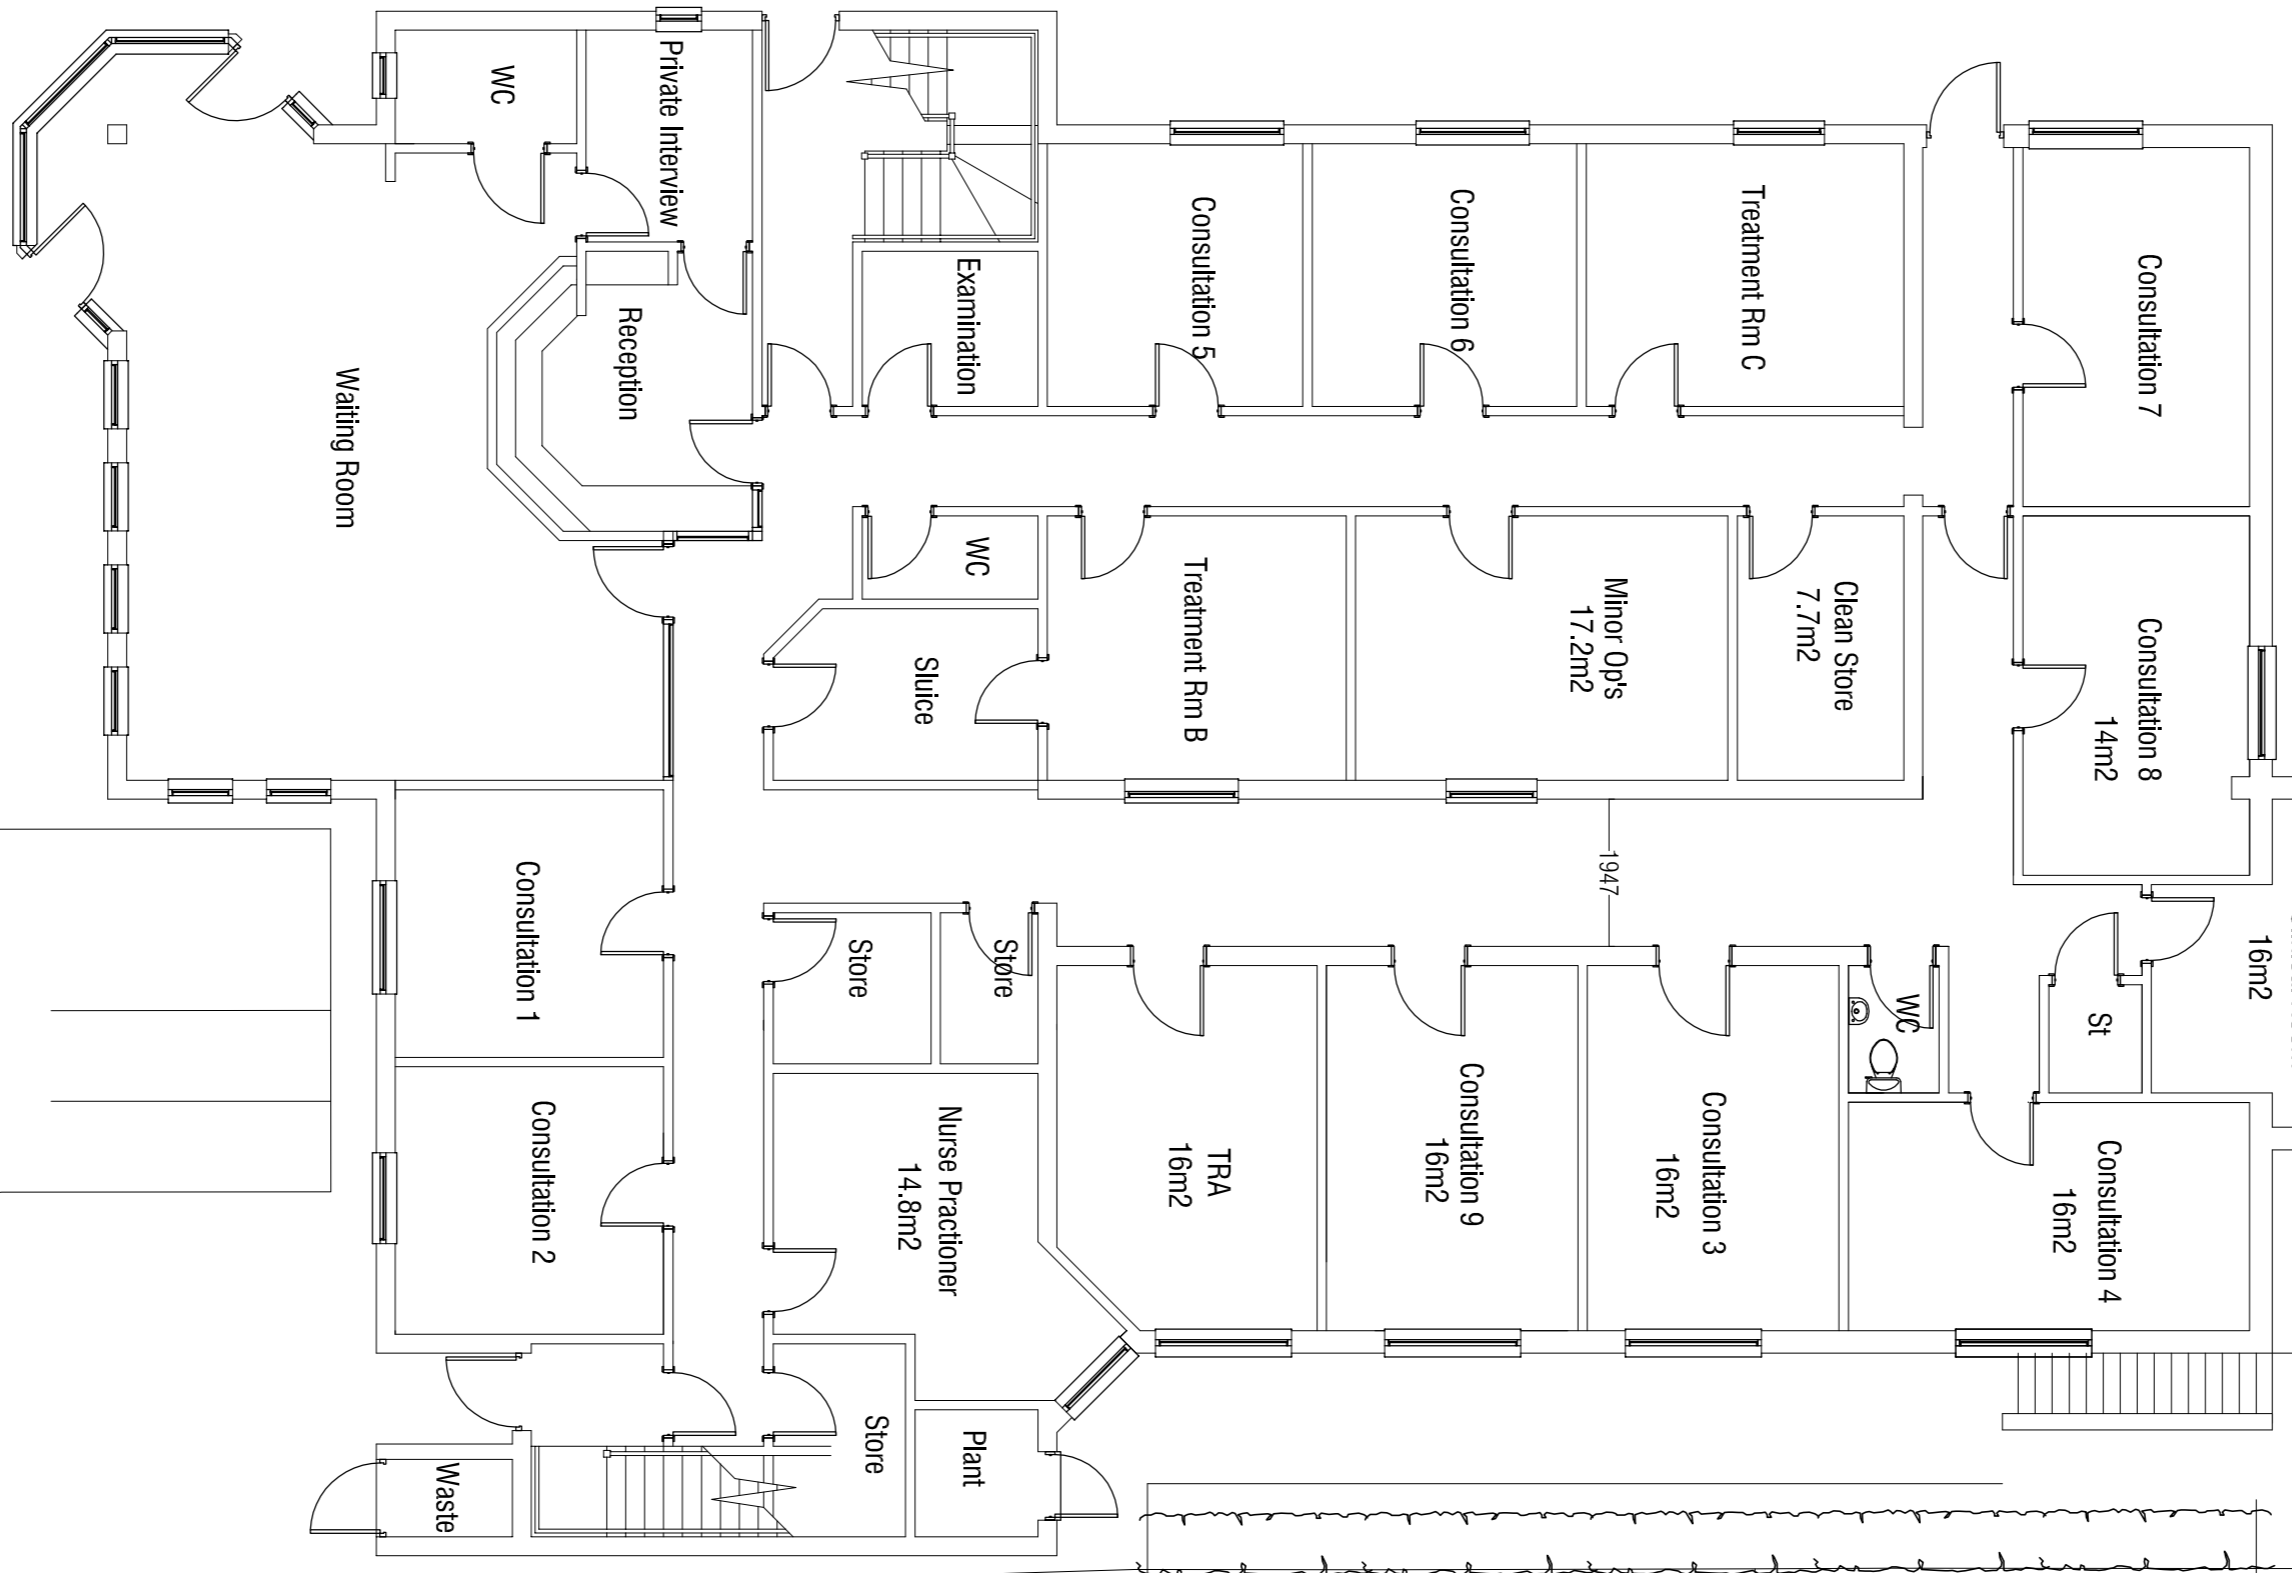 WC
Private Interview
Reception
Waiting Room
Examination
Consultation 5
Consultation 6
Treatment Rm C
Consultation 7
WC
Sluice
Treatment Rm B
Minor Op's
17.2m2
Clean Store
7.7m2
Consultation 8
14m2
1947
Consultation 1
Consultation 2
Store
Store
Nurse Practioner
14.8m2
TRA
16m2
Consultation 9
16m2
Consultation 3
16m2
WC
St
16m2
Consultation 4
16m2
Store
Plant
Waste